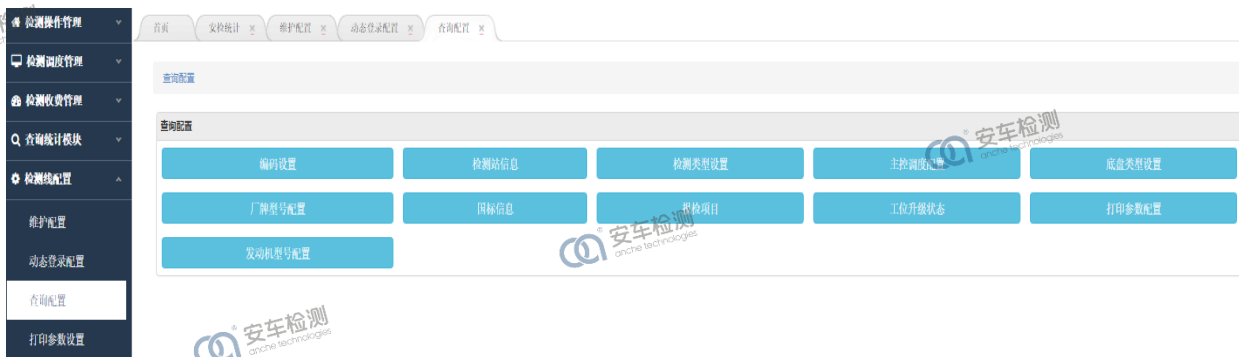 检测操作管理
检测调度管理
检测收费管理
查询统计模块
检测线配置
维护配置
动态登录配置
查询配置
打印参数设置
首页 安检统计 × 维护配置 × 动态登录配置 × 查询配置 ×
查询配置
查询配置
编码设置 检测站信息 检测类型设置 主控调度配置 底盘类型设置
厂牌型号配置 国标信息 报检项目 工位升级状态 打印参数配置
发动机型号配置
安车检测
anche technologies
安车检测
anche technologies
安车检测
anche technologies